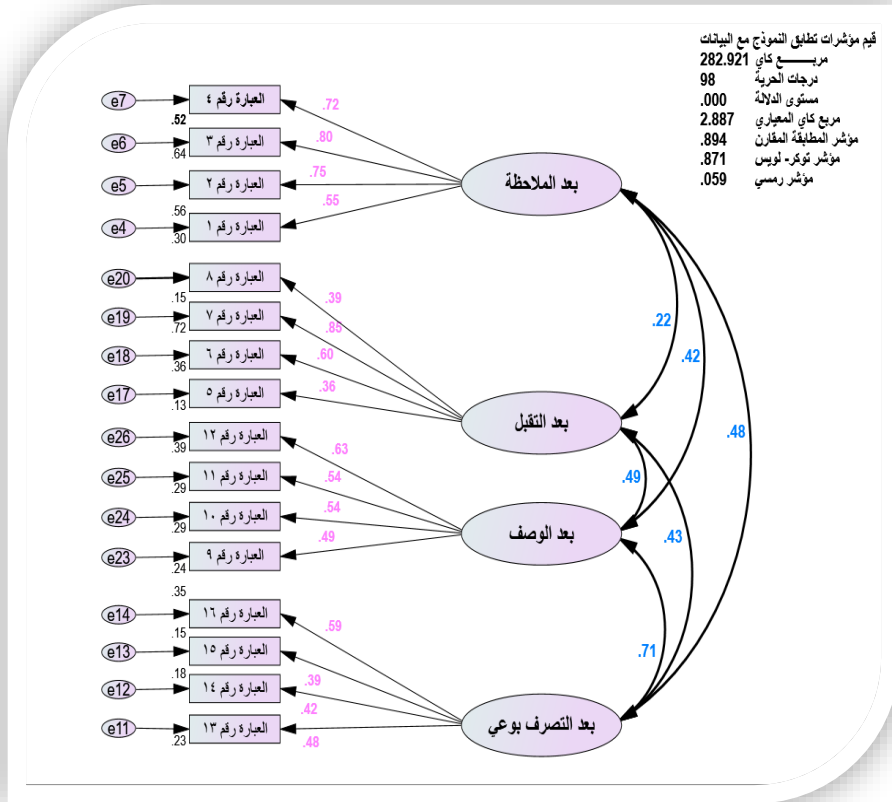 قيم مؤشرات تطابق النموذج مع البيانات
مربـــــــع كاي 282.921
درجات الحرية 98
مستوى الدلالة .000
مربع كاي المعياري 2.887
مؤشر المطابقة المقارن .894
مؤشر توكر- لويس .871
مؤشر رمسي .059
e7 العبارة رقم ٤ .72
.52
e6 العبارة رقم ٣ .80
.64
e5 العبارة رقم ٢ .75
.56
e4 العبارة رقم ١ .55
.30
بعد الملاحظة
e20 العبارة رقم ٨ .39
.15
e19 العبارة رقم ٧ .85
.72
e18 العبارة رقم ٦ .60
.36
e17 العبارة رقم ٥ .36
.13
بعد التقبل
e26 العبارة رقم ١٢ .63
.39
e25 العبارة رقم ١١ .54
.29
e24 العبارة رقم ١٠ .54
.29
e23 العبارة رقم ٩ .49
.24
بعد الوصف
.35
e14 العبارة رقم ١٦ .59
.15
e13 العبارة رقم ١٥ .39
.18
e12 العبارة رقم ١٤ .42
e11 العبارة رقم ١٣ .48
.23
بعد التصرف بوعي
.22
.42
.48
.49
.43
.71